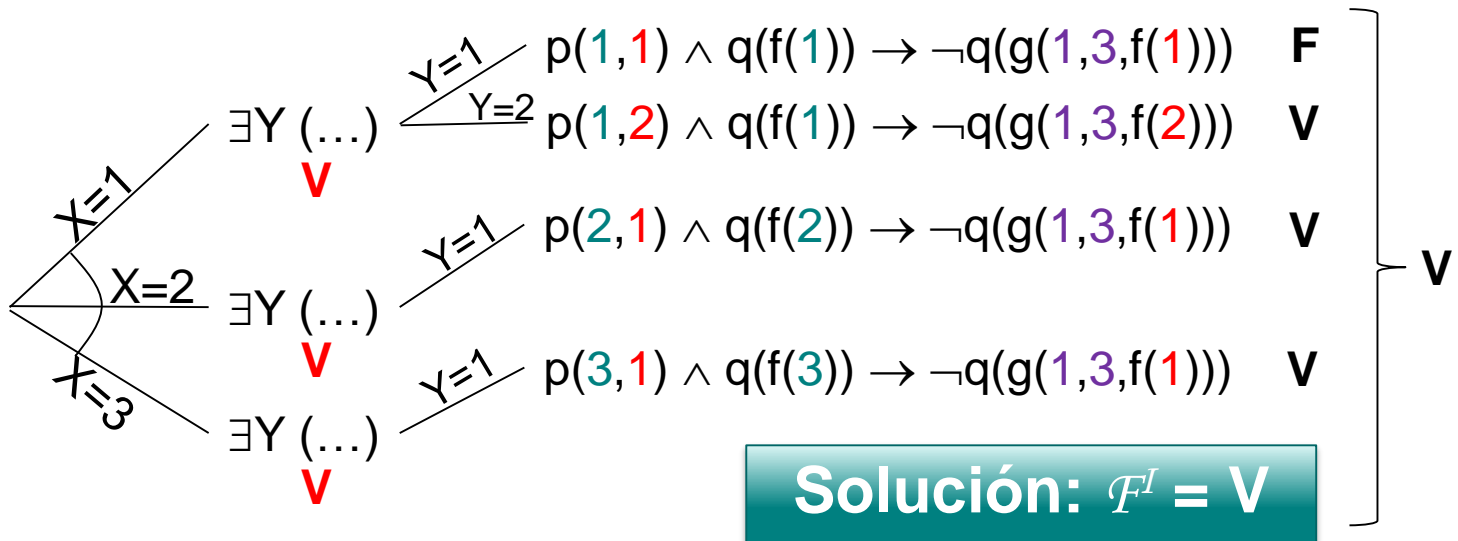 Y=1 p(1,1) ∧ q(f(1)) → ¬q(g(1,3,f(1))) F
∃Y (…) Y=2 p(1,2) ∧ q(f(1)) → ¬q(g(1,3,f(2))) V
V
X=1
Y=1 p(2,1) ∧ q(f(2)) → ¬q(g(1,3,f(1))) V
V
X=2 ∃Y (…)
V
Y=1 p(3,1) ∧ q(f(3)) → ¬q(g(1,3,f(1))) V
X=3
∃Y (…)
V
Solución: ℱᴵ = V